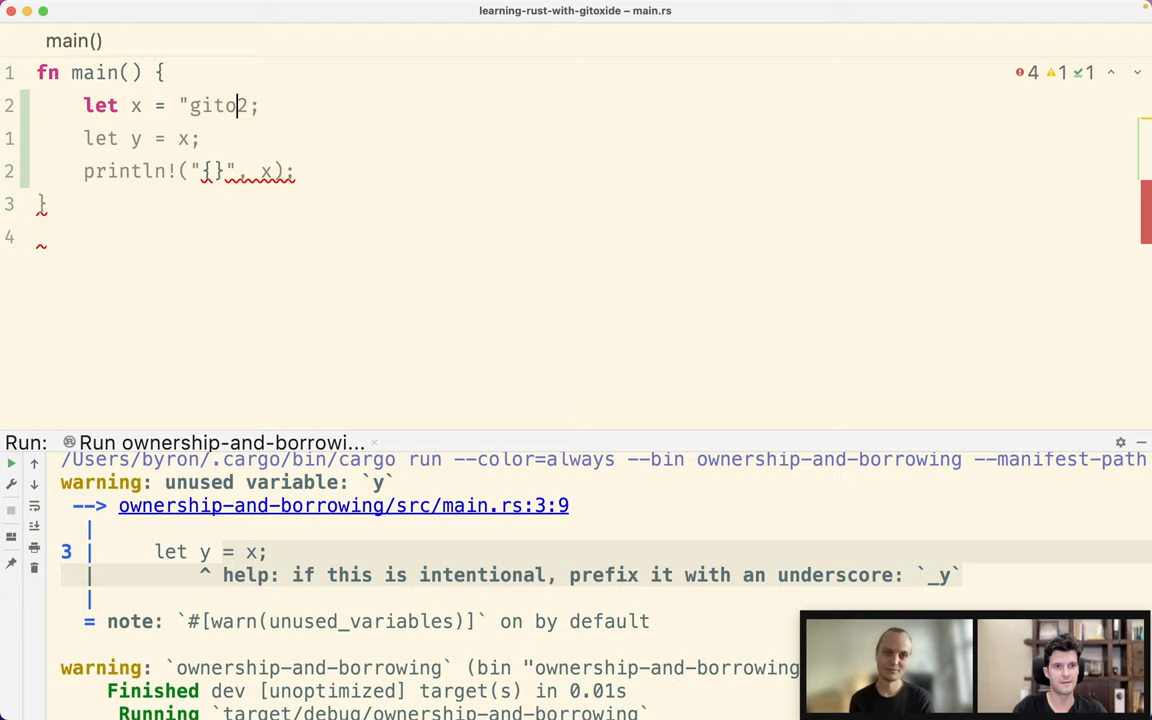 learning-rust-with-gitoxide – main.rs
main()
1 fn main() {
4 1 1
2 let x = "gito2;
1 let y = x;
2 println!("{}", x);
3 }
4
Run: Run ownership-and-borrowi...
/Users/byron/.cargo/bin/cargo run --color=always --bin ownership-and-borrowing --manifest-path
warning: unused variable: `y`
--> ownership-and-borrowing/src/main.rs:3:9
|
3 | let y = x;
| ^ help: if this is intentional, prefix it with an underscore: `_y`
|
= note: `#[warn(unused_variables)]` on by default
warning: `ownership-and-borrowing` (bin "ownership-and-borrowing
Finished dev [unoptimized] target(s) in 0.01s
Running `target/debug/ownership-and-borrowing`